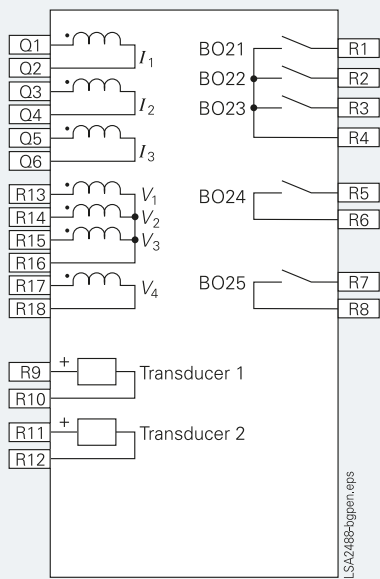 Q1
Q2
I1
Q3
Q4
I2
Q5
Q6
I3
R13
V1
R14
V2
R15
V3
R16
R17
V4
R18
R9
+
Transducer 1
R10
R11
+
Transducer 2
R12
BO21
R1
BO22
R2
BO23
R3
R4
BO24
R5
R6
BO25
R7
R8
LSA2488-bgpen.eps